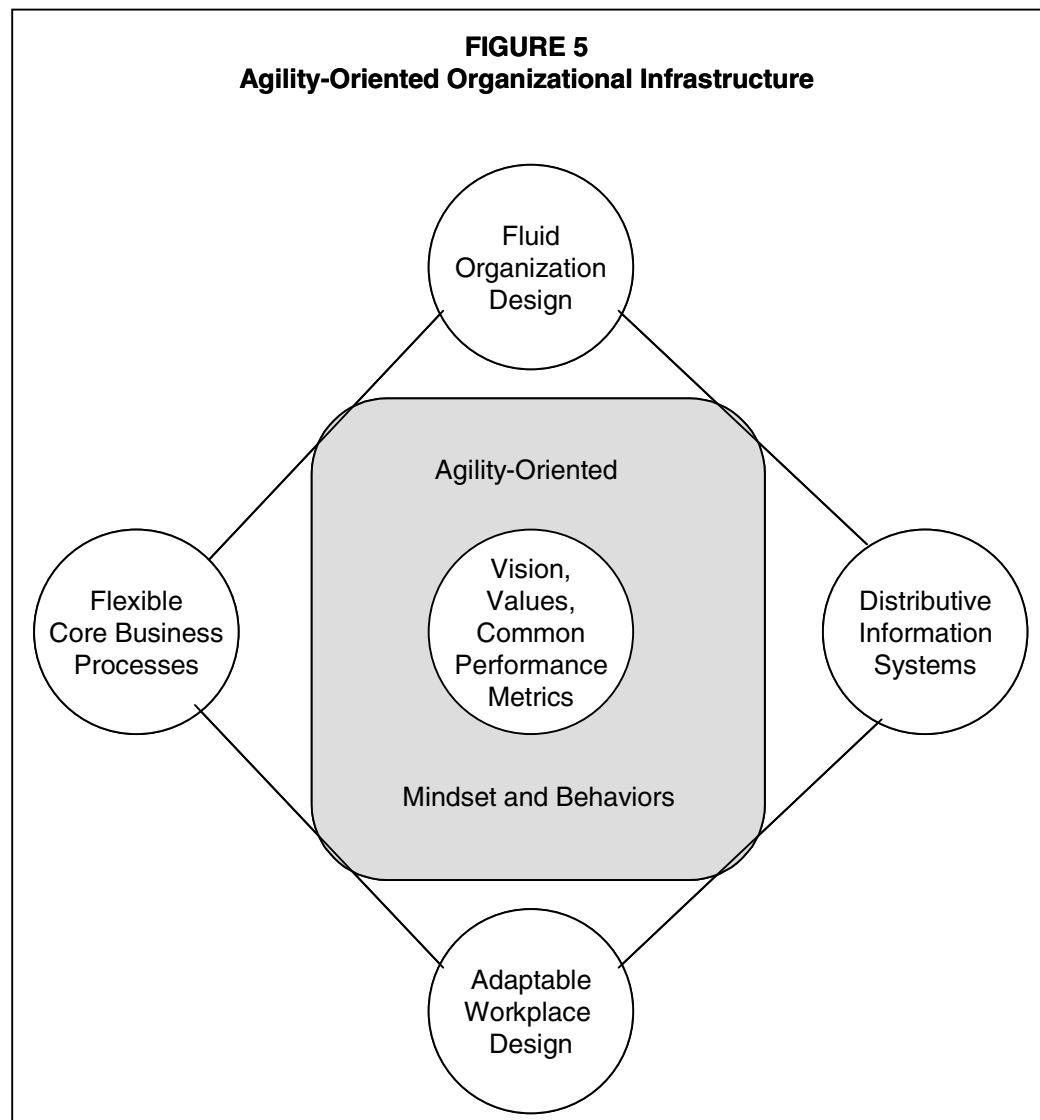 FIGURE 5
Agility-Oriented Organizational Infrastructure
Fluid
Organization
Design
Agility-Oriented
Flexible
Core Business
Processes
Vision,
Values,
Common
Performance
Metrics
Distributive
Information
Systems
Mindset and Behaviors
Adaptable
Workplace
Design